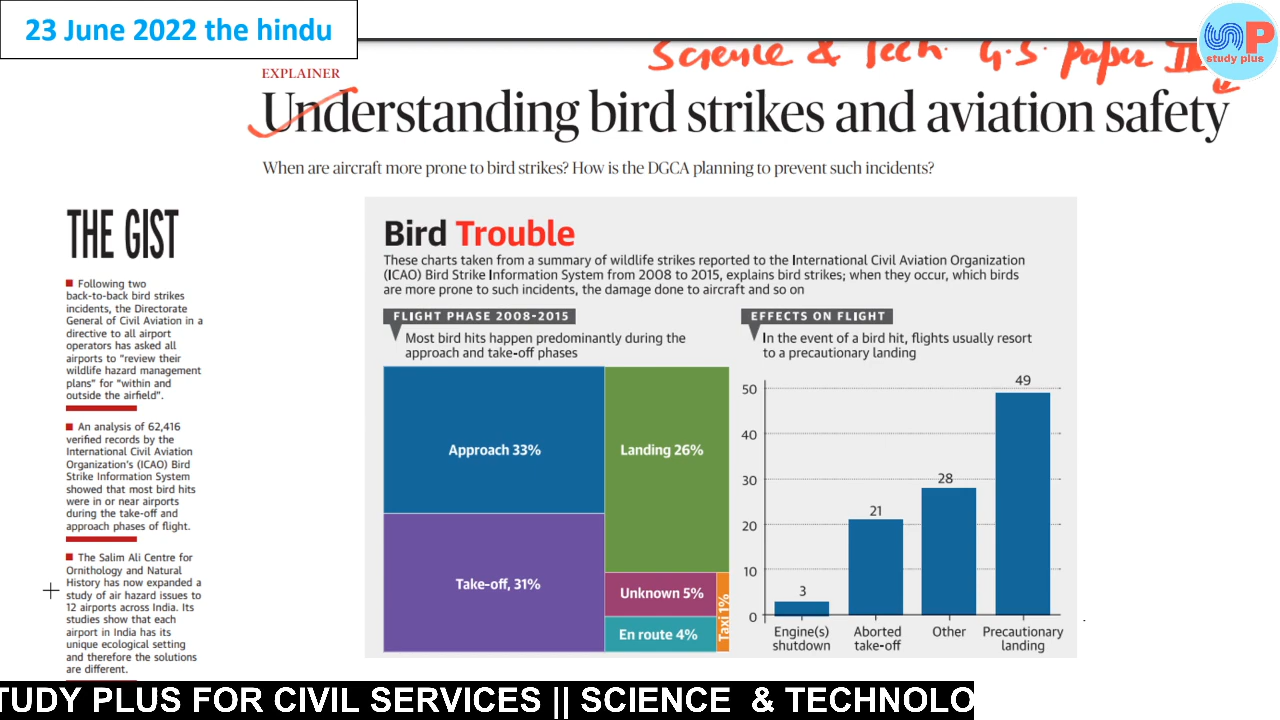 23 June 2022 the hindu
Science & Tech. G.S. Paper III
SP
study plus
EXPLAINER
Understanding bird strikes and aviation safety
When are aircraft more prone to bird strikes? How is the DGCA planning to prevent such incidents?
THE GIST
Following two
back-to-back bird strikes
incidents, the Directorate
General of Civil Aviation in a
directive to all airport
operators has asked all
airports to “review their
wildlife hazard management
plans” for “within and
outside the airfield”.
An analysis of 62,416
verified records by the
International Civil Aviation
Organization’s (ICAO) Bird
Strike Information System
showed that most bird hits
were in or near airports
during the take-off and
approach phases of flight.
The Salim Ali Centre for
Ornithology and Natural
History has now expanded a
study of air hazard issues to
12 airports across India. Its
studies show that each
airport in India has its
unique ecological setting
and therefore the solutions
are different.
Bird Trouble
These charts taken from a summary of wildlife strikes reported to the International Civil Aviation Organization
(ICAO) Bird Strike Information System from 2008 to 2015, explains bird strikes; when they occur, which birds
are more prone to such incidents, the damage done to aircraft and so on
FLIGHT PHASE 2008-2015
Most bird hits happen predominantly during the
approach and take-off phases
Approach 33%
Landing 26%
Take-off, 31%
Unknown 5%
En route 4%
Taxi 1%
EFFECTS ON FLIGHT
In the event of a bird hit, flights usually resort
to a precautionary landing
50
40
30
20
10
0
3
21
28
49
Engine(s)
shutdown
Aborted
take-off
Other
Precautionary
landing
TUDY PLUS FOR CIVIL SERVICES || SCIENCE & TECHNOLO